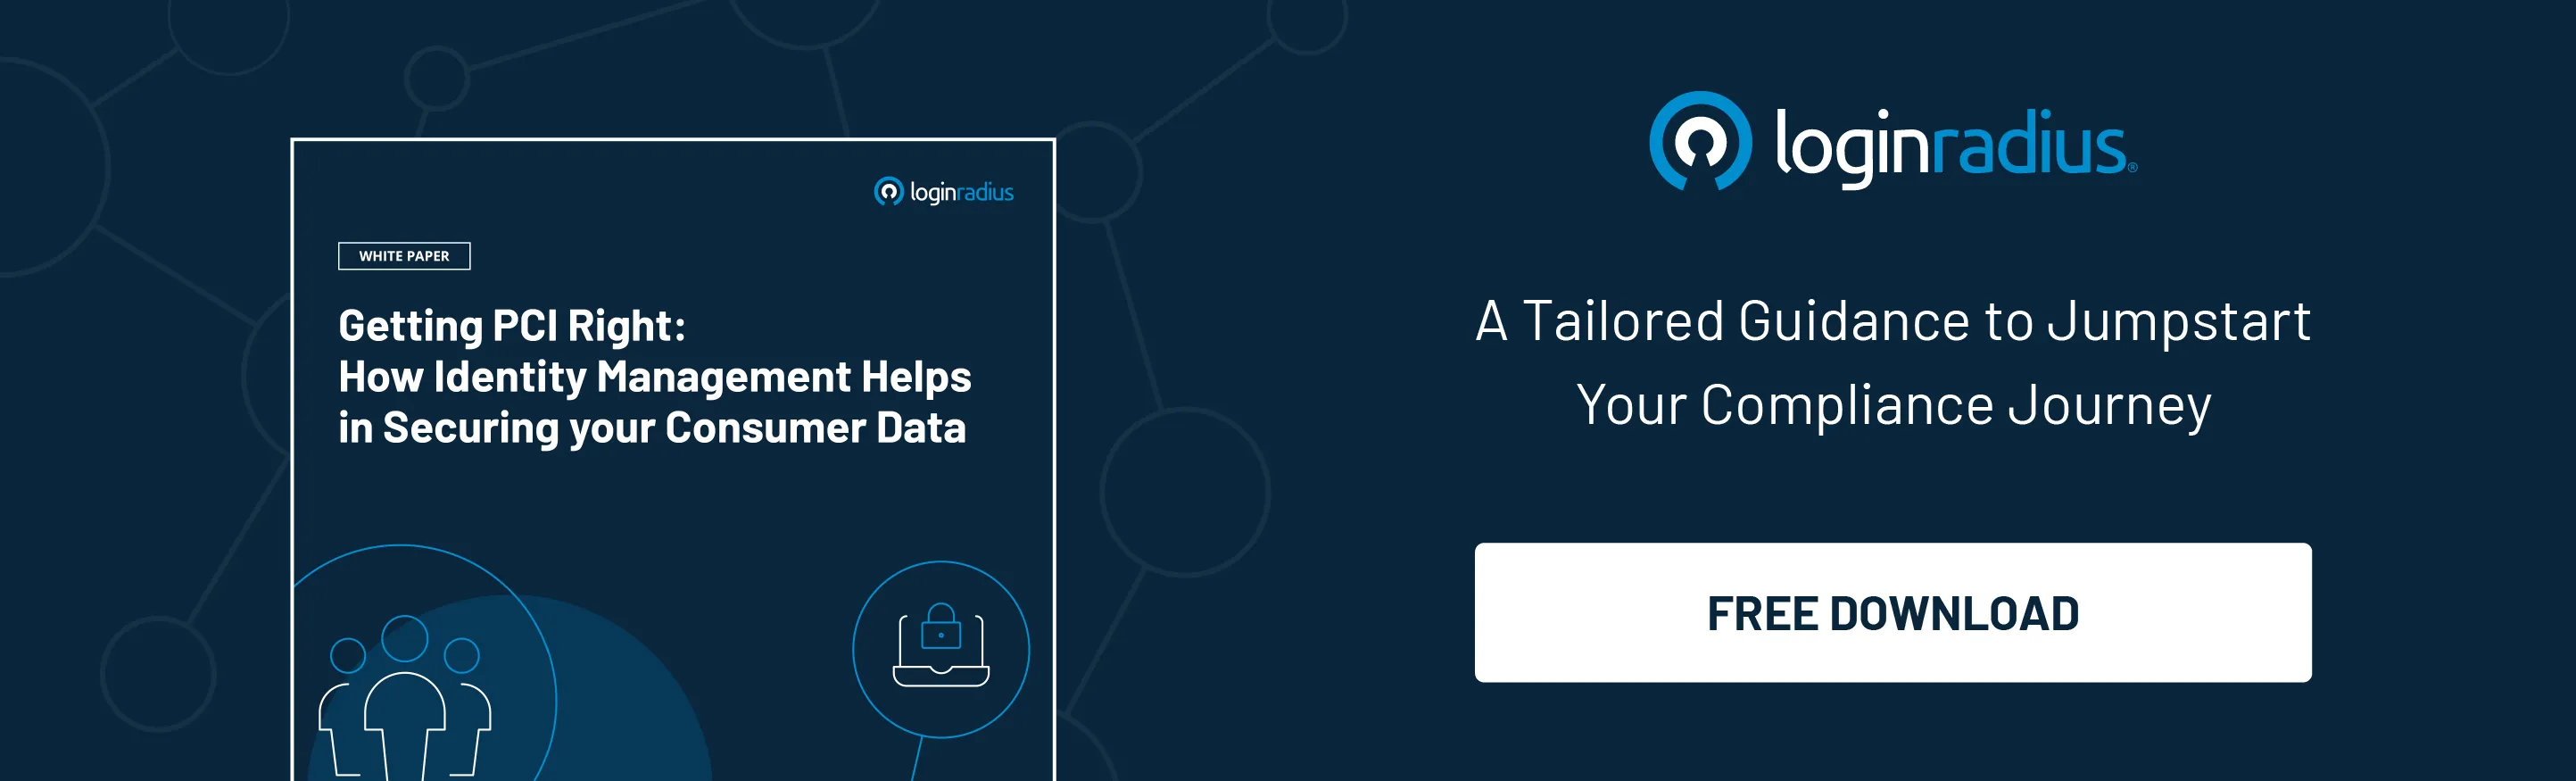 loginradius
WHITE PAPER
Getting PCI Right:
How Identity Management Helps
in Securing your Consumer Data
loginradius®
A Tailored Guidance to Jumpstart
Your Compliance Journey
FREE DOWNLOAD